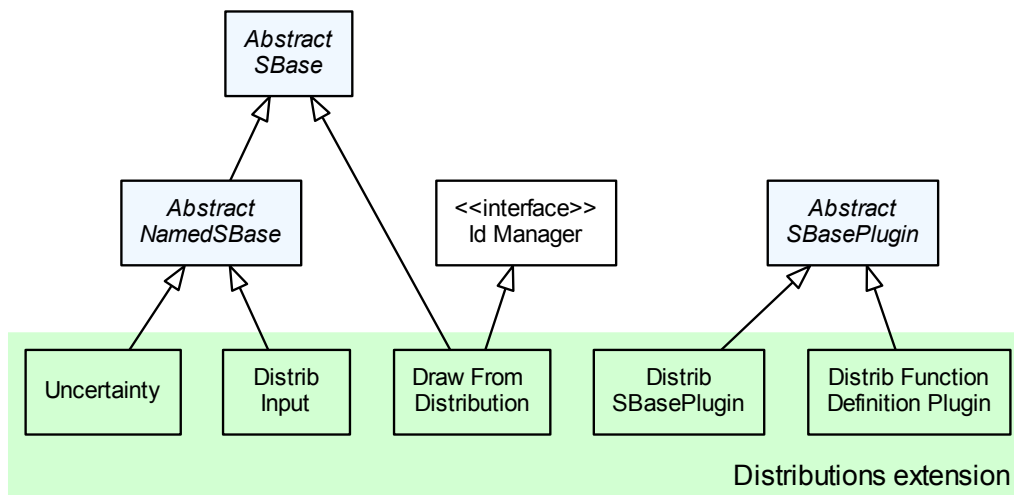 Abstract
SBase
Abstract
NamedSBase
<<interface>>
Id Manager
Abstract
SBasePlugin
Uncertainty
Distrib
Input
Draw From
Distribution
Distrib
SBasePlugin
Distrib Function
Definition Plugin
Distributions extension